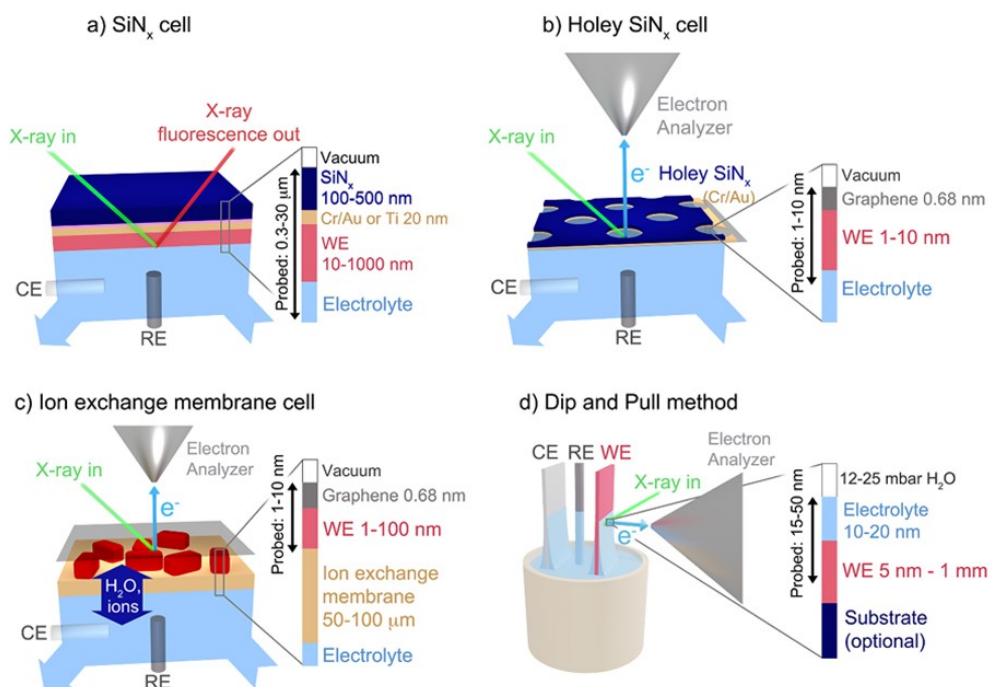 a) SiNₓ cell
X-ray
fluorescence out
X-ray in
Vacuum
SiNₓ
100-500 nm
Cr/Au or Ti 20 nm
WE
10-1000 nm
Electrolyte
Probed: 0.3-30 μm
CE
RE
b) Holey SiNₓ cell
Electron
Analyzer
X-ray in
e⁻
Holey SiNₓ
(Cr/Au)
Vacuum
Graphene 0.68 nm
WE 1-10 nm
Electrolyte
Probed: 1-10 nm
CE
RE
c) Ion exchange membrane cell
Electron
Analyzer
X-ray in
e⁻
H₂O,
ions
Vacuum
Graphene 0.68 nm
WE 1-100 nm
Ion exchange
membrane
50-100 μm
Electrolyte
Probed: 1-10 nm
CE
RE
d) Dip and Pull method
CE RE WE
Electron
Analyzer
X-ray in
e⁻
12-25 mbar H₂O
Electrolyte
10-20 nm
WE 5 nm - 1 mm
Substrate
(optional)
Probed: 15-50 nm